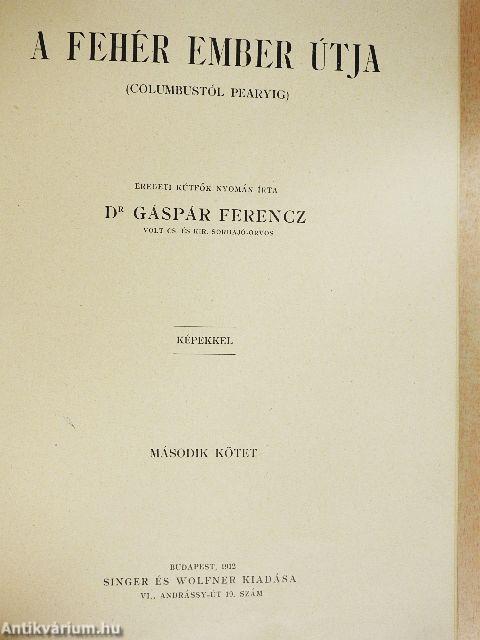 A FEHÉR EMBER ÚTJA
(COLUMBUSTÓL PEARYIG)
EREDETI KÚTFŐK NYOMÁN ÍRTA
DR GÁSPÁR FERENCZ
VOLT CS. ÉS KIR. SORHAJÓ-ORVOS
KÉPEKKEL
MÁSODIK KÖTET
BUDAPEST, 1912
SINGER ÉS WOLFNER KIADÁSA
VI., ANDRÁSSY-ÚT 10. SZÁM
Antikvárium.hu